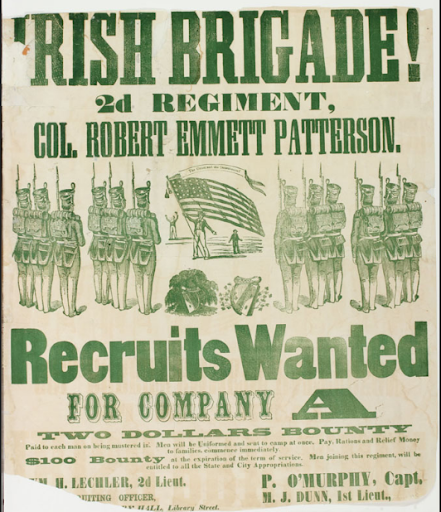 IRISH BRIGADE!
2d REGIMENT,
COL. ROBERT EMMETT PATTERSON.
Recruits Wanted
FOR COMPANY A
TWO DOLLARS BOUNTY
Paid to each man on being mustered in. Men will be Uniformed and sent to camp at once. Pay, Rations and Relief Money
to families, commence immediately.
$100 Bounty at the expiration of the term of service. Men joining this regiment, will be
entitled to all the State and City Appropriations.
WM. H. LECHLER, 2d Lieut. P. O'MURPHY, Capt,
UITING OFFICER, M. J. DUNN, 1st Lieut.,
HALL, Library Street.